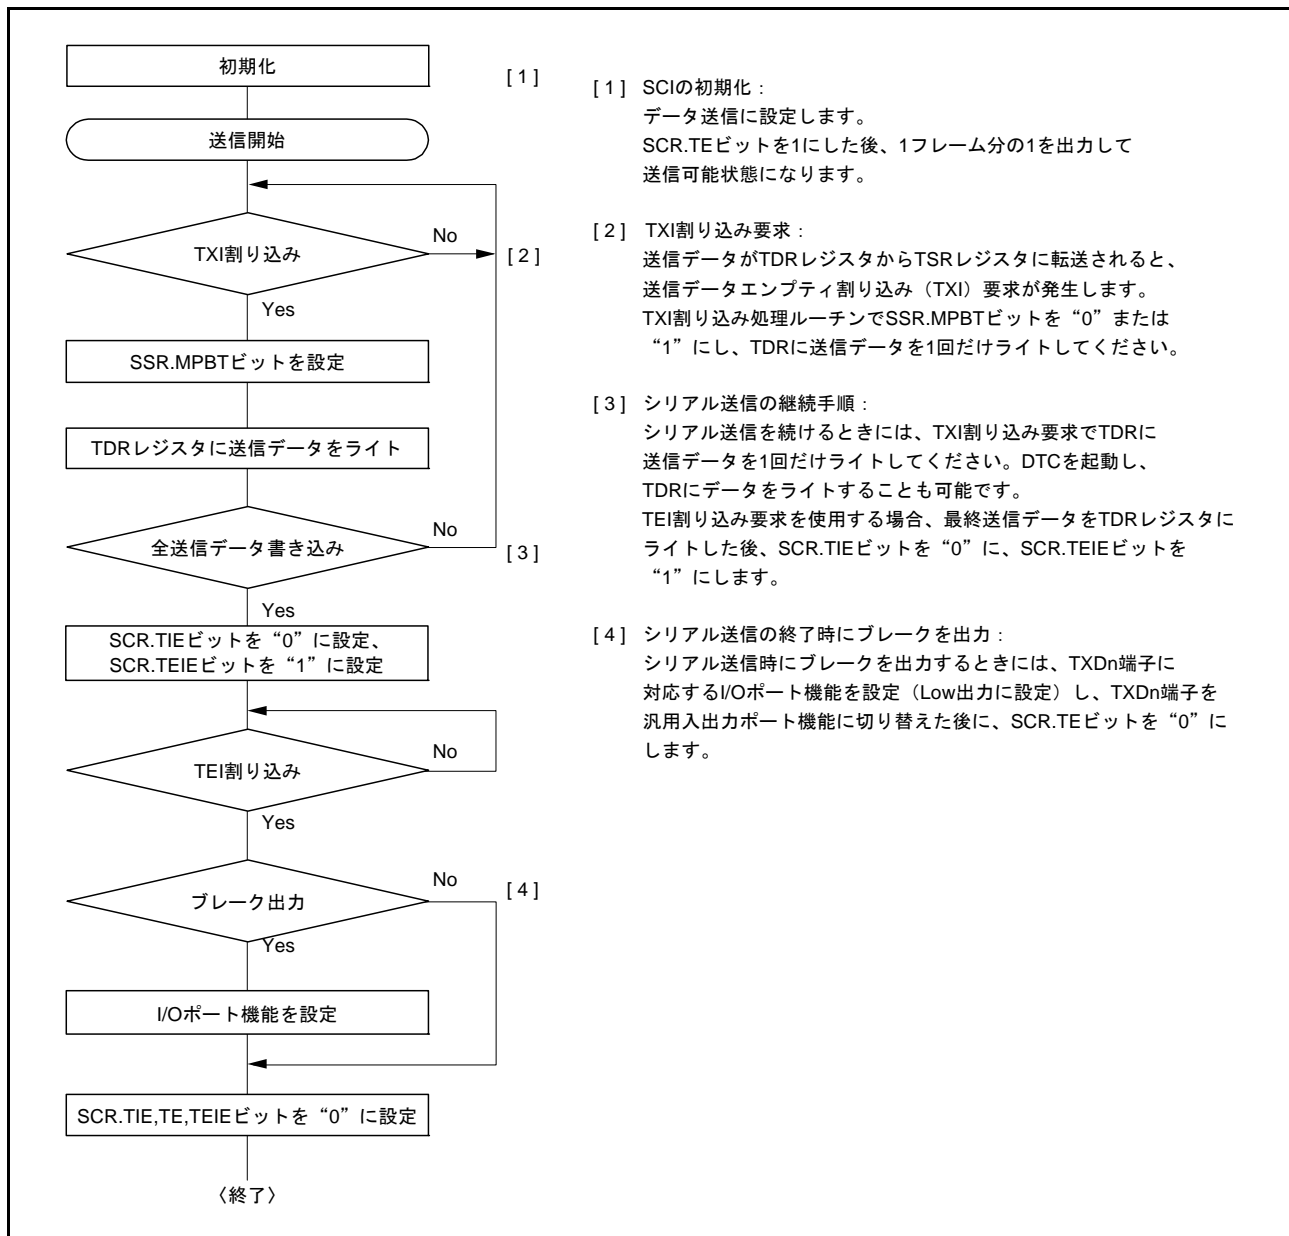 初期化
[ 1 ]
送信開始
TXI割り込み
No
[ 2 ]
Yes
SSR.MPBTビットを設定
TDRレジスタに送信データをライト
全送信データ書き込み
No
[ 3 ]
Yes
SCR.TIEビットを“0”に設定、
SCR.TEIEビットを“1”に設定
TEI割り込み
No
Yes
ブレーク出力
No
[ 4 ]
Yes
I/Oポート機能を設定
SCR.TIE,TE,TEIEビットを“0”に設定
〈終了〉
[ 1 ] SCIの初期化：
データ送信に設定します。
SCR.TEビットを1にした後、1フレーム分の1を出力して
送信可能状態になります。
[ 2 ] TXI割り込み要求：
送信データがTDRレジスタからTSRレジスタに転送されると、
送信データエンプティ割り込み（TXI）要求が発生します。
TXI割り込み処理ルーチンでSSR.MPBTビットを“0”または
“1”にし、TDRに送信データを1回だけライトしてください。
[ 3 ] シリアル送信の継続手順：
シリアル送信を続けるときには、TXI割り込み要求でTDRに
送信データを1回だけライトしてください。DTCを起動し、
TDRにデータをライトすることも可能です。
TEI割り込み要求を使用する場合、最終送信データをTDRレジスタに
ライトした後、SCR.TIEビットを“0”に、SCR.TEIEビットを
“1”にします。
[ 4 ] シリアル送信の終了時にブレークを出力：
シリアル送信時にブレークを出力するときには、TXDn端子に
対応するI/Oポート機能を設定（Low出力に設定）し、TXDn端子を
汎用入出力ポート機能に切り替えた後に、SCR.TEビットを“0”に
します。